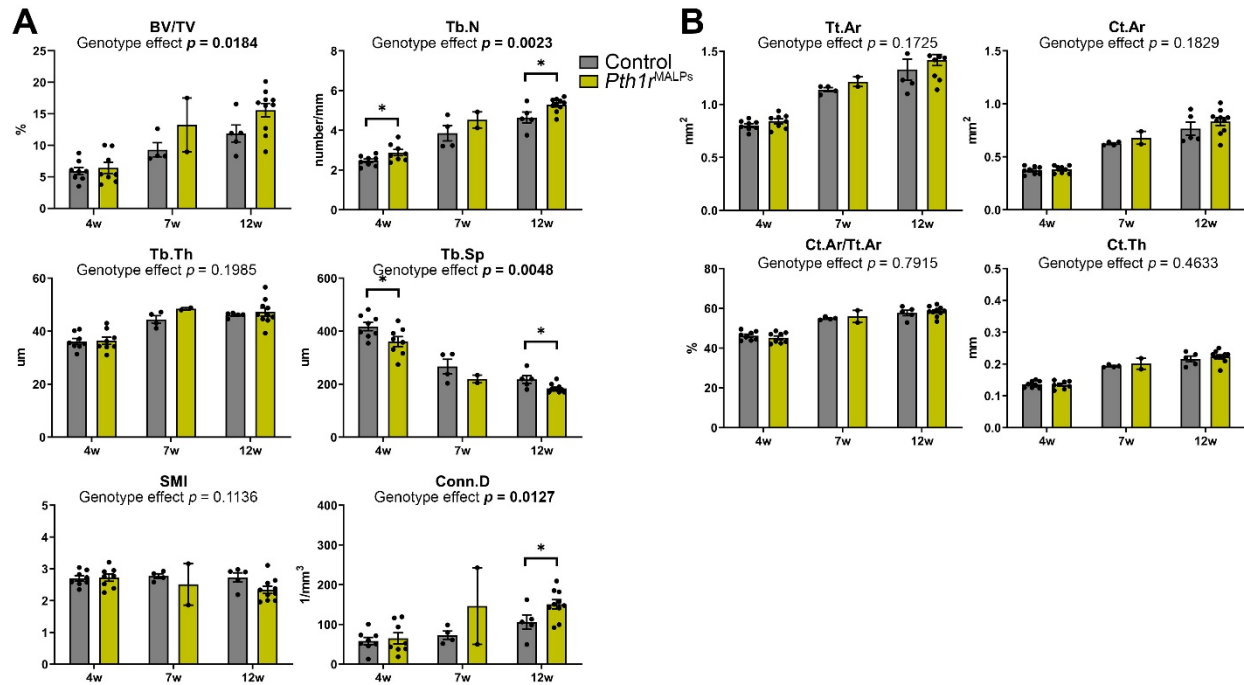 A
BV/TV
Genotype effect p = 0.0184
25
20
15
10
5
0
%
4w 7w 12w
Tb.N
Genotype effect p = 0.0023
8
6
4
2
0
number/mm
* *
4w 7w 12w
Control
Pth1r^MALPs
Tb.Th
Genotype effect p = 0.1985
60
40
20
0
um
4w 7w 12w
Tb.Sp
Genotype effect p = 0.0048
600
400
200
0
um
* *
4w 7w 12w
SMI
Genotype effect p = 0.1136
5
4
3
2
1
0
4w 7w 12w
Conn.D
Genotype effect p = 0.0127
400
300
200
100
0
1/mm³
*
4w 7w 12w
B
Tt.Ar
Genotype effect p = 0.1725
1.5
1.0
0.5
0.0
mm²
4w 7w 12w
Ct.Ar
Genotype effect p = 0.1829
1.5
1.0
0.5
0.0
mm²
4w 7w 12w
Ct.Ar/Tt.Ar
Genotype effect p = 0.7915
80
60
40
20
0
%
4w 7w 12w
Ct.Th
Genotype effect p = 0.4633
0.5
0.4
0.3
0.2
0.1
0.0
mm
4w 7w 12w